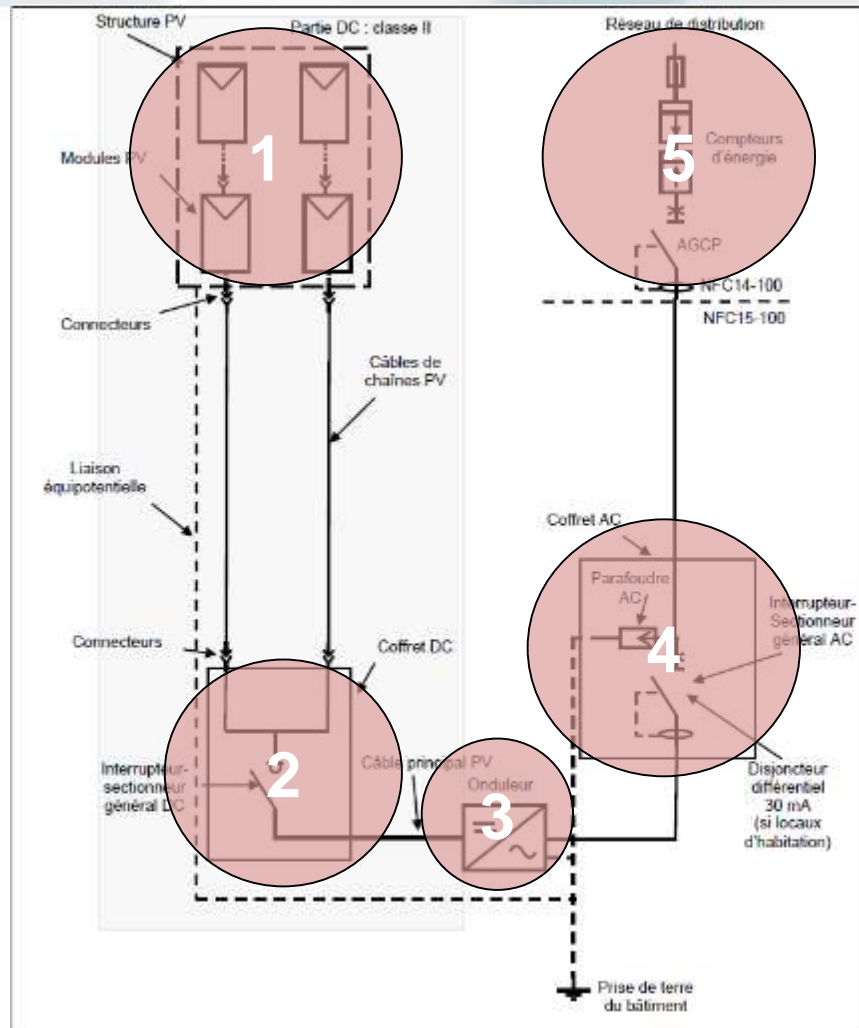 Structure PV
Partie DC : classe II
Réseau de distribution
1
5
Compteurs
d'énergie
Modules PV
AGCP
NFC14-100
NFC15-100
Connecteurs
Câbles de
chaînes PV
Liaison
équipotentielle
Coffret AC
Parafoudre
AC
Interrupteur-
Sectionneur
général AC
4
Connecteurs
Coffret DC
2
Interrupteur-
sectionneur
général DC
Câble principal PV
Onduleur
3
Disjoncteur
différentiel
30 mA
(si locaux
d'habitation)
Prise de terre
du bâtiment